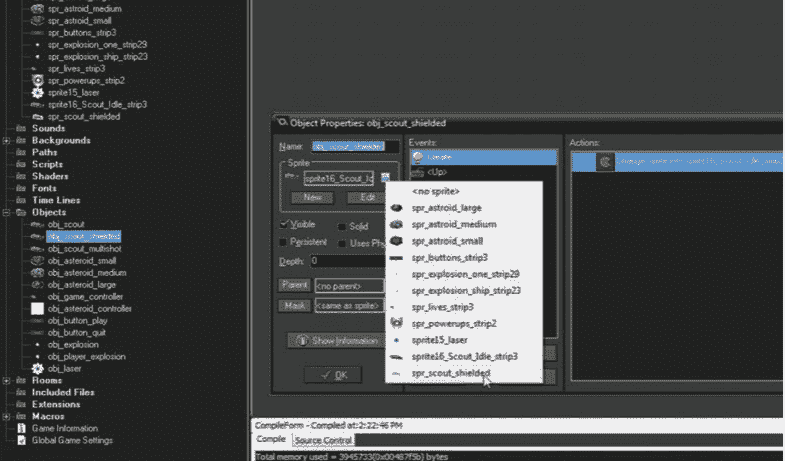 spr_astroid_medium
spr_astroid_small
spr_buttons_strip3
spr_explosion_one_strip29
spr_explosion_ship_strip23
spr_lives_strip3
spr_powerups_strip2
sprite15_laser
sprite16_Scout_Idle_strip3
spr_scout_shielded
Sounds
Backgrounds
Paths
Scripts
Shaders
Fonts
Time Lines
Objects
obj_scout
obj_scout_shielded
obj_scout_multishot
obj_asteroid_small
obj_asteroid_medium
obj_asteroid_large
obj_game_controller
obj_asteroid_controller
obj_button_play
obj_button_quit
obj_explosion
obj_player_explosion
obj_laser
Rooms
Included Files
Extensions
Macros
Game Information
Global Game Settings
Object Properties: obj_scout_shielded
Name: obj_scout_shielded
Sprite
sprite16_Scout_Id
New Edit
Visible Solid
Persistent Uses Phy
Depth: 0
Parent <no parent>
Mask <same as sprite>
Show Information
OK
Events:
Create
<Up>
Actions:
<no sprite>
spr_astroid_large
spr_astroid_medium
spr_astroid_small
spr_buttons_strip3
spr_explosion_one_strip29
spr_explosion_ship_strip23
spr_lives_strip3
spr_powerups_strip2
sprite15_laser
sprite16_Scout_Idle_strip3
spr_scout_shielded
CompileForm - Compiled at: 2:22:46 PM
Compile Source Control
Total memory used = 3945733(0x00487f5b) bytes